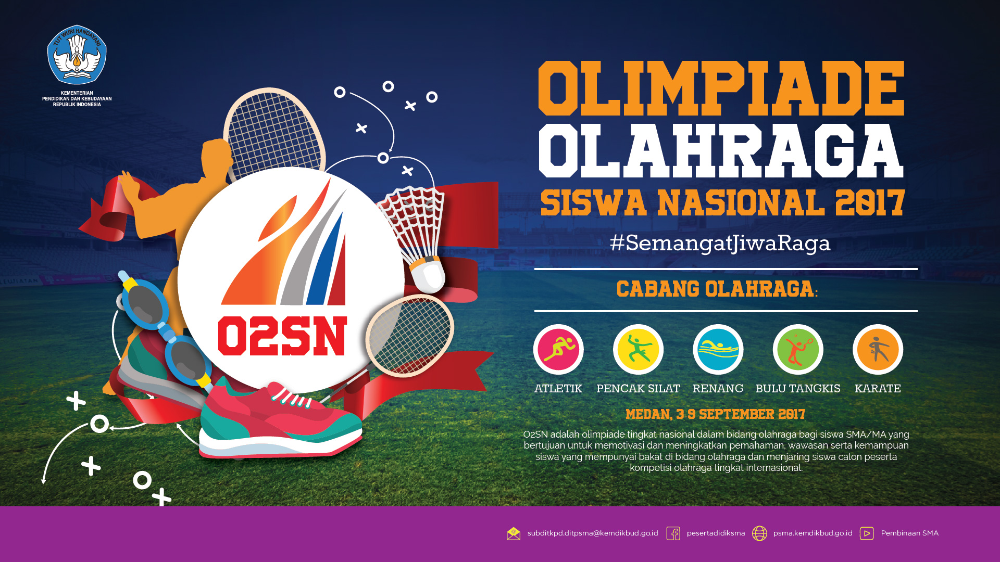 TUT WURI HANDAYANI
KEMENTERIAN
PENDIDIKAN DAN KEBUDAYAAN
REPUBLIK INDONESIA
O2SN
OLIMPIADE
OLAHRAGA
SISWA NASIONAL 2017
#SemangatJiwaRaga
CABANG OLAHRAGA:
ATLETIK PENCAK SILAT RENANG BULU TANGKIS KARATE
MEDAN, 3-9 SEPTEMBER 2017
O2SN adalah olimpiade tingkat nasional dalam bidang olahraga bagi siswa SMA/MA yang
bertujuan untuk memotivasi dan meningkatkan pemahaman, wawasan serta kemampuan
siswa yang mempunyai bakat di bidang olahraga dan menjaring siswa calon peserta
kompetisi olahraga tingkat internasional.
subditkpd.ditpsma@kemdikbud.go.id pesertadidiksma psma.kemdikbud.go.id Pembinaan SMA